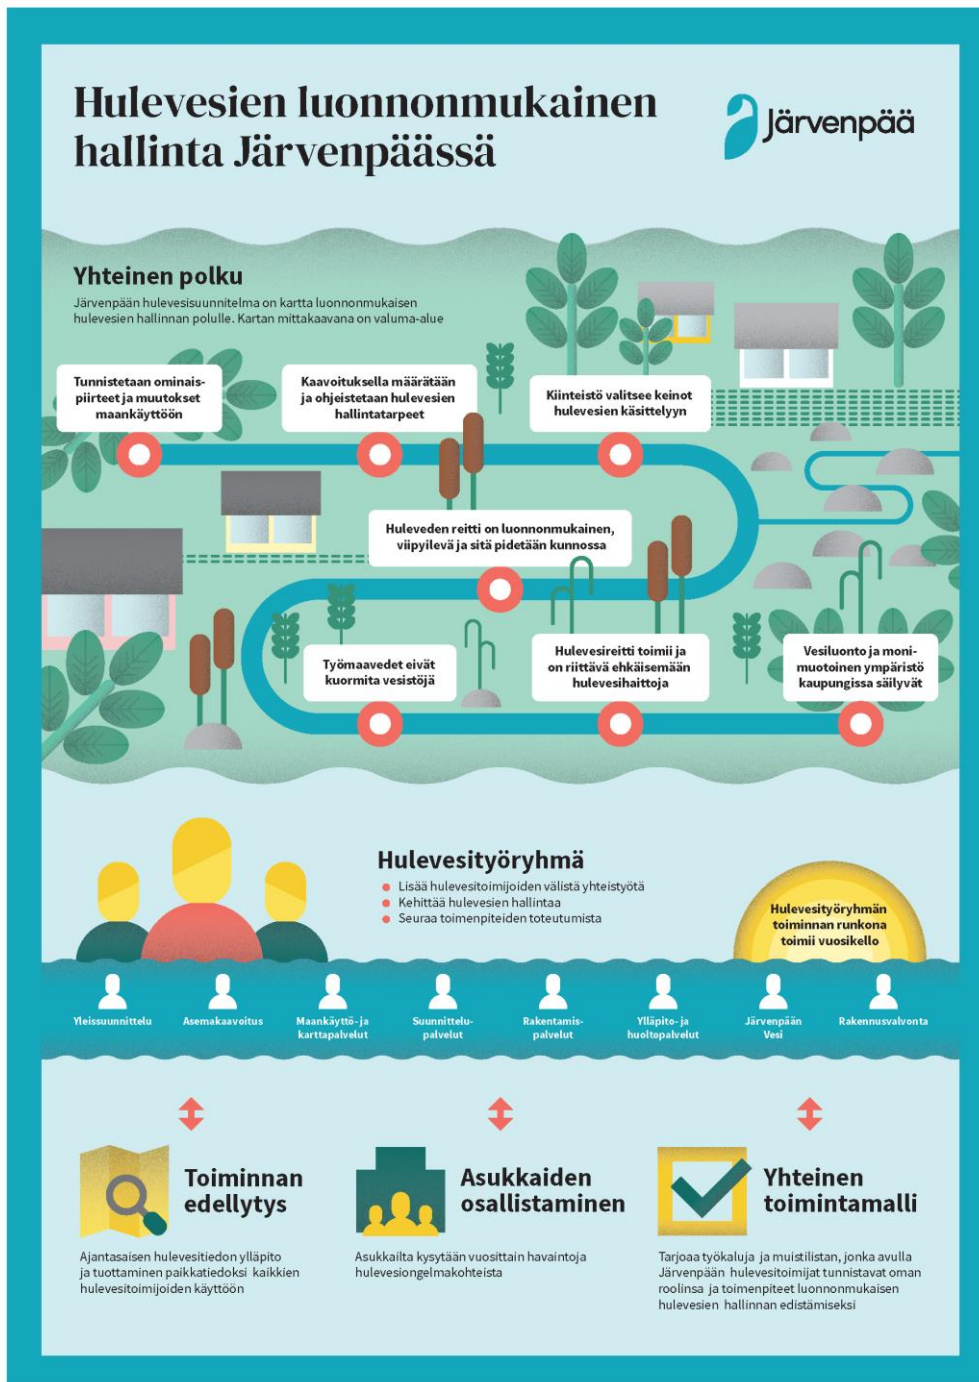 Hulevesien luonnonmukainen
hallinta Järvenpäässä
Järvenpää
Yhteinen polku
Järvenpään hulevesisuunnitelma on kartta luonnonmukaisen
hulevesien hallinnan polulle. Kartan mittakaavana on valuma-alue
Tunnistetaan ominais-
piirteet ja muutokset
maankäyttöön
Kaavoituksella määrätään
ja ohjeistetaan hulevesien
hallintatarpeet
Kiinteistö valitsee keinot
hulevesien käsittelyyn
Huleveden reitti on luonnonmukainen,
viipyilevä ja sitä pidetään kunnossa
Työmaavedet eivät
kuormita vesistöjä
Hulevesireitti toimii ja
on riittävä ehkäisemään
hulevesihaittoja
Vesiluonto ja moni-
muotoinen ympäristö
kaupungissa säilyvät
Hulevesityöryhmä
Lisää hulevesitoimijoiden välistä yhteistyötä
Kehittää hulevesien hallintaa
Seuraa toimenpiteiden toteutumista
Hulevesityöryhmän
toiminnan runkona
toimii vuosikello
Yleissuunnittelu
Asemakaavoitus
Maankäyttö- ja
karttapalvelut
Suunnittelu-
palvelut
Rakentamis-
palvelut
Ylläpito- ja
huoltopalvelut
Järvenpään
Vesi
Rakennusvalvonta
Toiminnan
edellytys
Ajantasaisen hulevesitiedon ylläpito
ja tuottaminen paikkatiedoksi kaikkien
hulevesitoimijoiden käyttöön
Asukkaiden
osallistaminen
Asukkailta kysytään vuosittain havaintoja
hulevesiongelmakohteista
Yhteinen
toimintamalli
Tarjoaa työkaluja ja muistilistan, jonka avulla
Järvenpään hulevesitoimijat tunnistavat oman
roolinsa ja toimenpiteet luonnonmukaisen
hulevesien hallinnan edistämiseksi